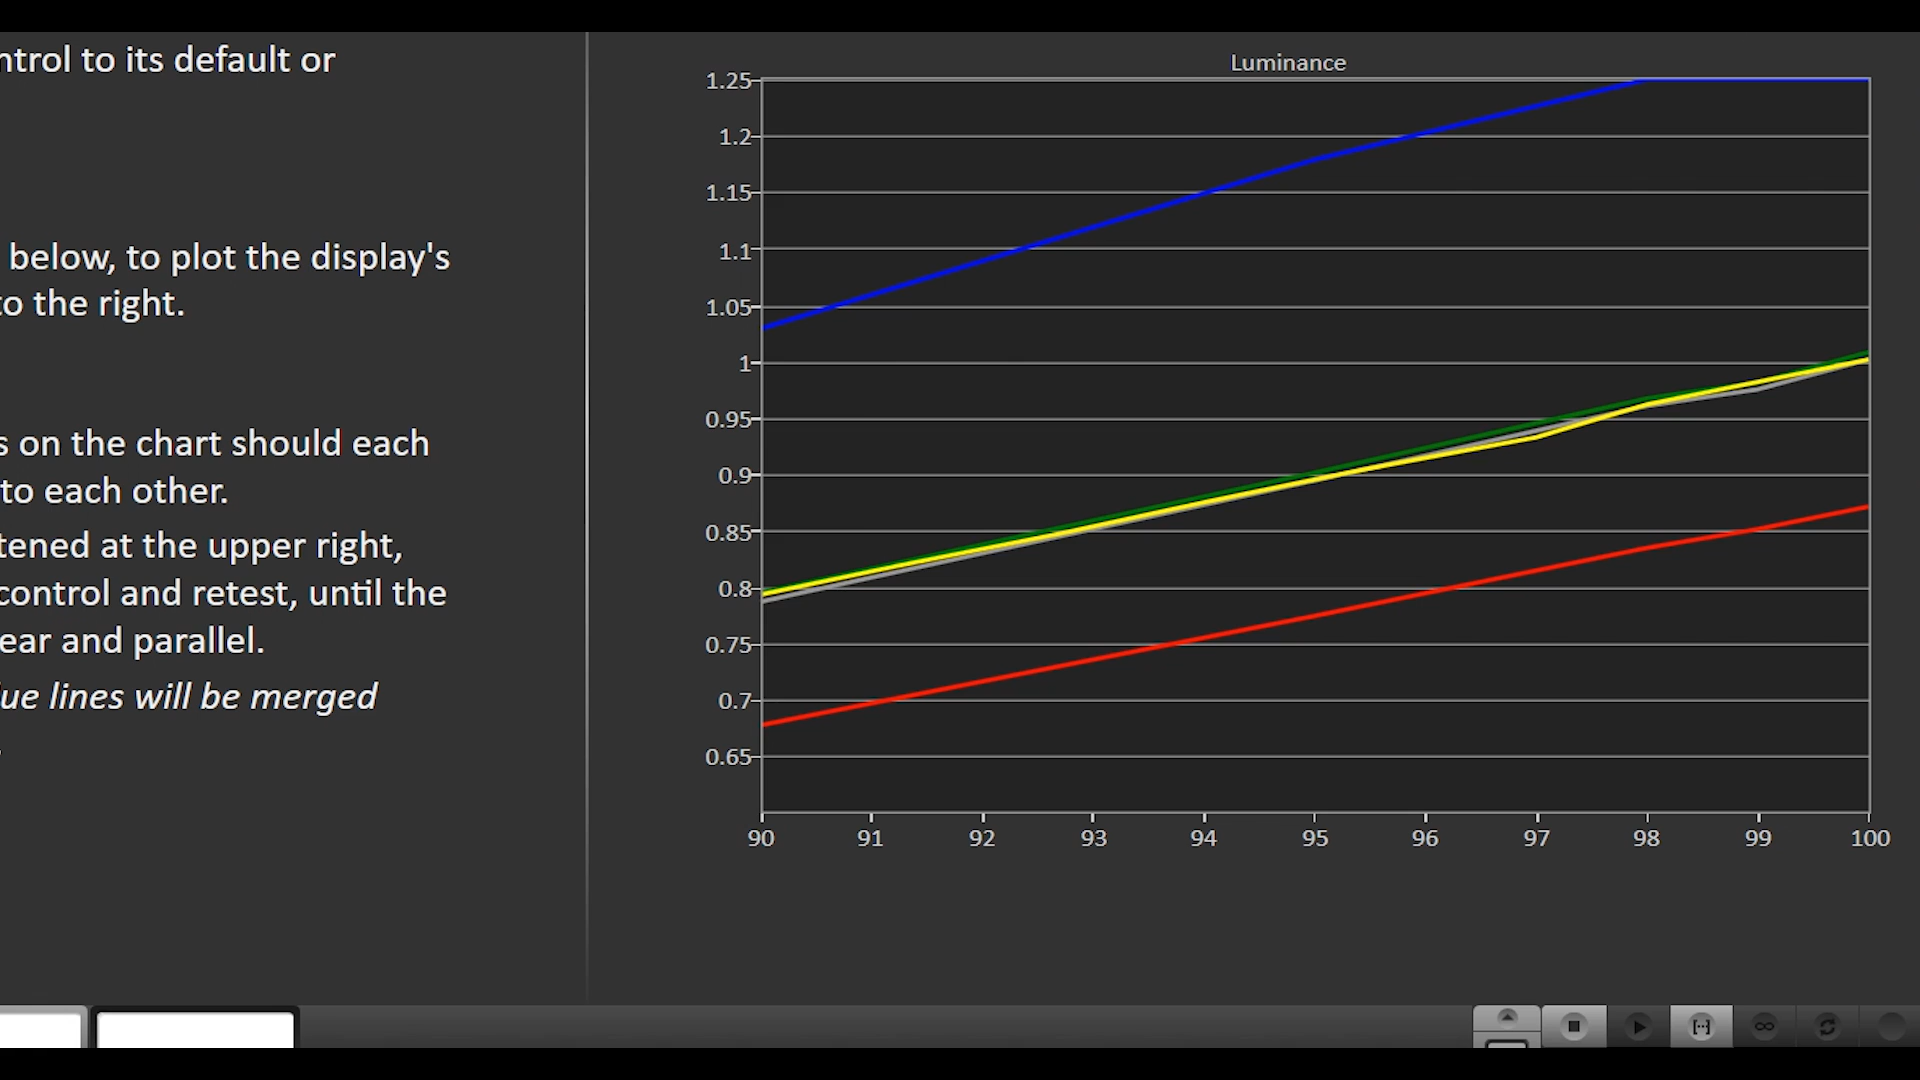 ntrol to its default or
below, to plot the display's
to the right.
s on the chart should each
to each other.
tened at the upper right,
control and retest, until the
ear and parallel.
ue lines will be merged
Luminance
1.25
1.2
1.15
1.1
1.05
1
0.95
0.9
0.85
0.8
0.75
0.7
0.65
90 91 92 93 94 95 96 97 98 99 100